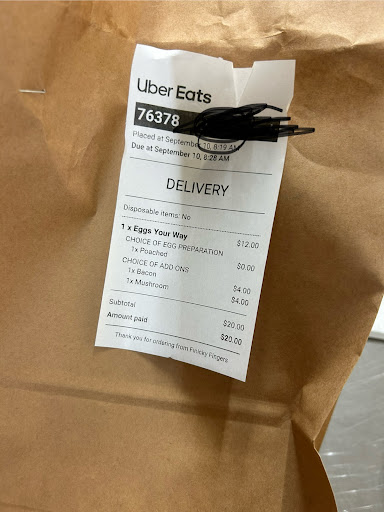 Uber Eats
76378
Placed at September 10, 8:19 AM
Due at September 10, 8:28 AM
DELIVERY
Disposable items: No
1 x Eggs Your Way $12.00
CHOICE OF EGG PREPARATION
1x Poached $0.00
CHOICE OF ADD ONS
1x Bacon $4.00
1x Mushroom $4.00
Subtotal $20.00
Amount paid $20.00
Thank you for ordering from Finicky Fingers